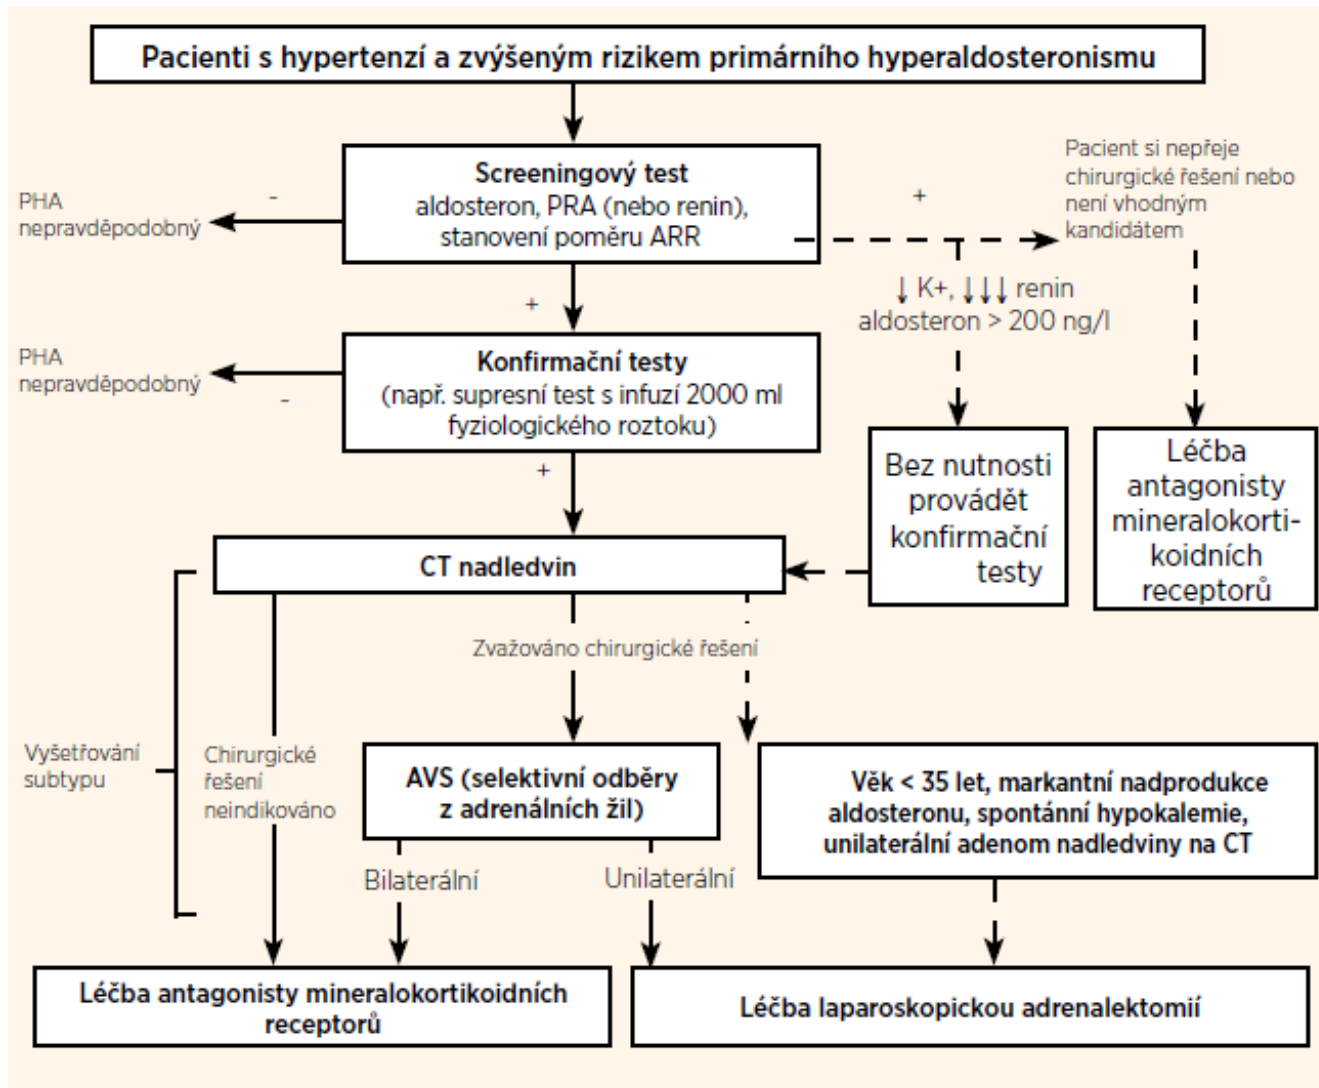 Pacienti s hypertenzí a zvýšeným rizikem primárního hyperaldosteronismu
Screeningový test
aldosteron, PRA (nebo renin),
stanovení poměru ARR
PHA
nepravděpodobný
-
+
Pacient si nepřeje
chirurgické řešení nebo
není vhodným
kandidátem
↓ K+, ↓↓↓ renin
aldosteron > 200 ng/l
+
Konfirmační testy
(např. supresní test s infuzí 2000 ml
fyziologického roztoku)
PHA
nepravděpodobný
-
+
Bez nutnosti
provádět
konfirmační
testy
Léčba
antagonisty
mineralokorti-
koidních
receptorů
CT nadledvin
Zvažováno chirurgické řešení
Vyšetřování
subtypu
Chirurgické
řešení
neindikováno
AVS (selektivní odběry
z adrenálních žil)
Věk < 35 let, markantní nadprodukce
aldosteronu, spontánní hypokalemie,
unilaterální adenom nadledviny na CT
Bilaterální
Unilaterální
Léčba antagonisty mineralokortikoidních
receptorů
Léčba laparoskopickou adrenalektomií